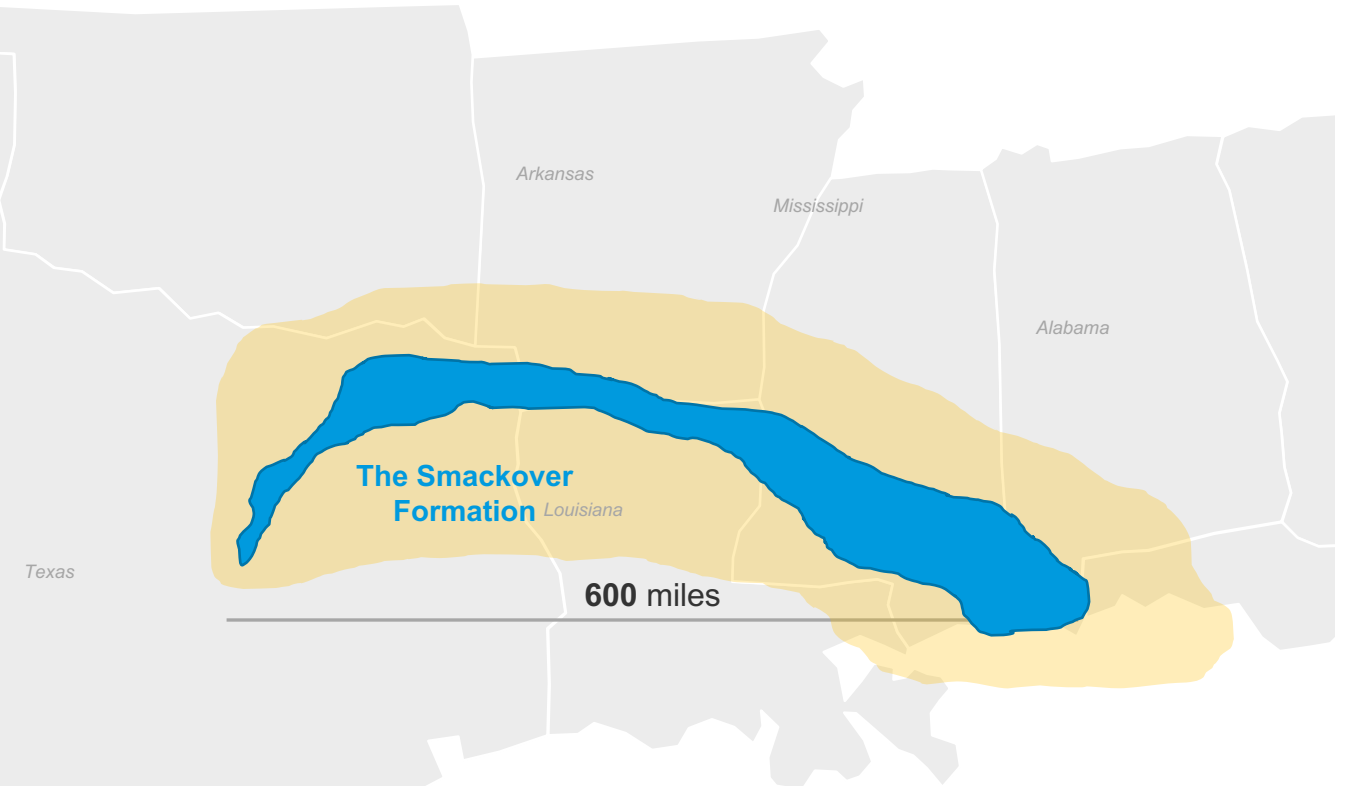 Arkansas
Mississippi
Alabama
The Smackover
Formation
Louisiana
Texas
600 miles